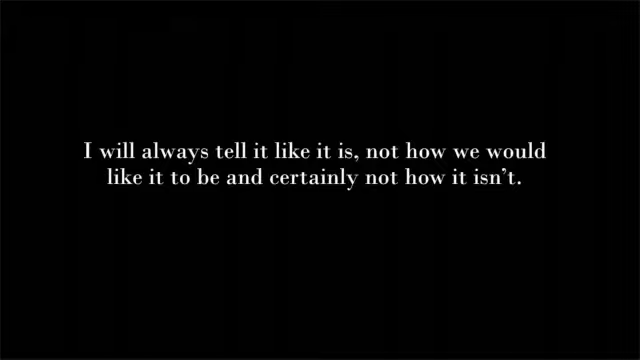 I will always tell it like it is, not how we would
like it to be and certainly not how it isn't.